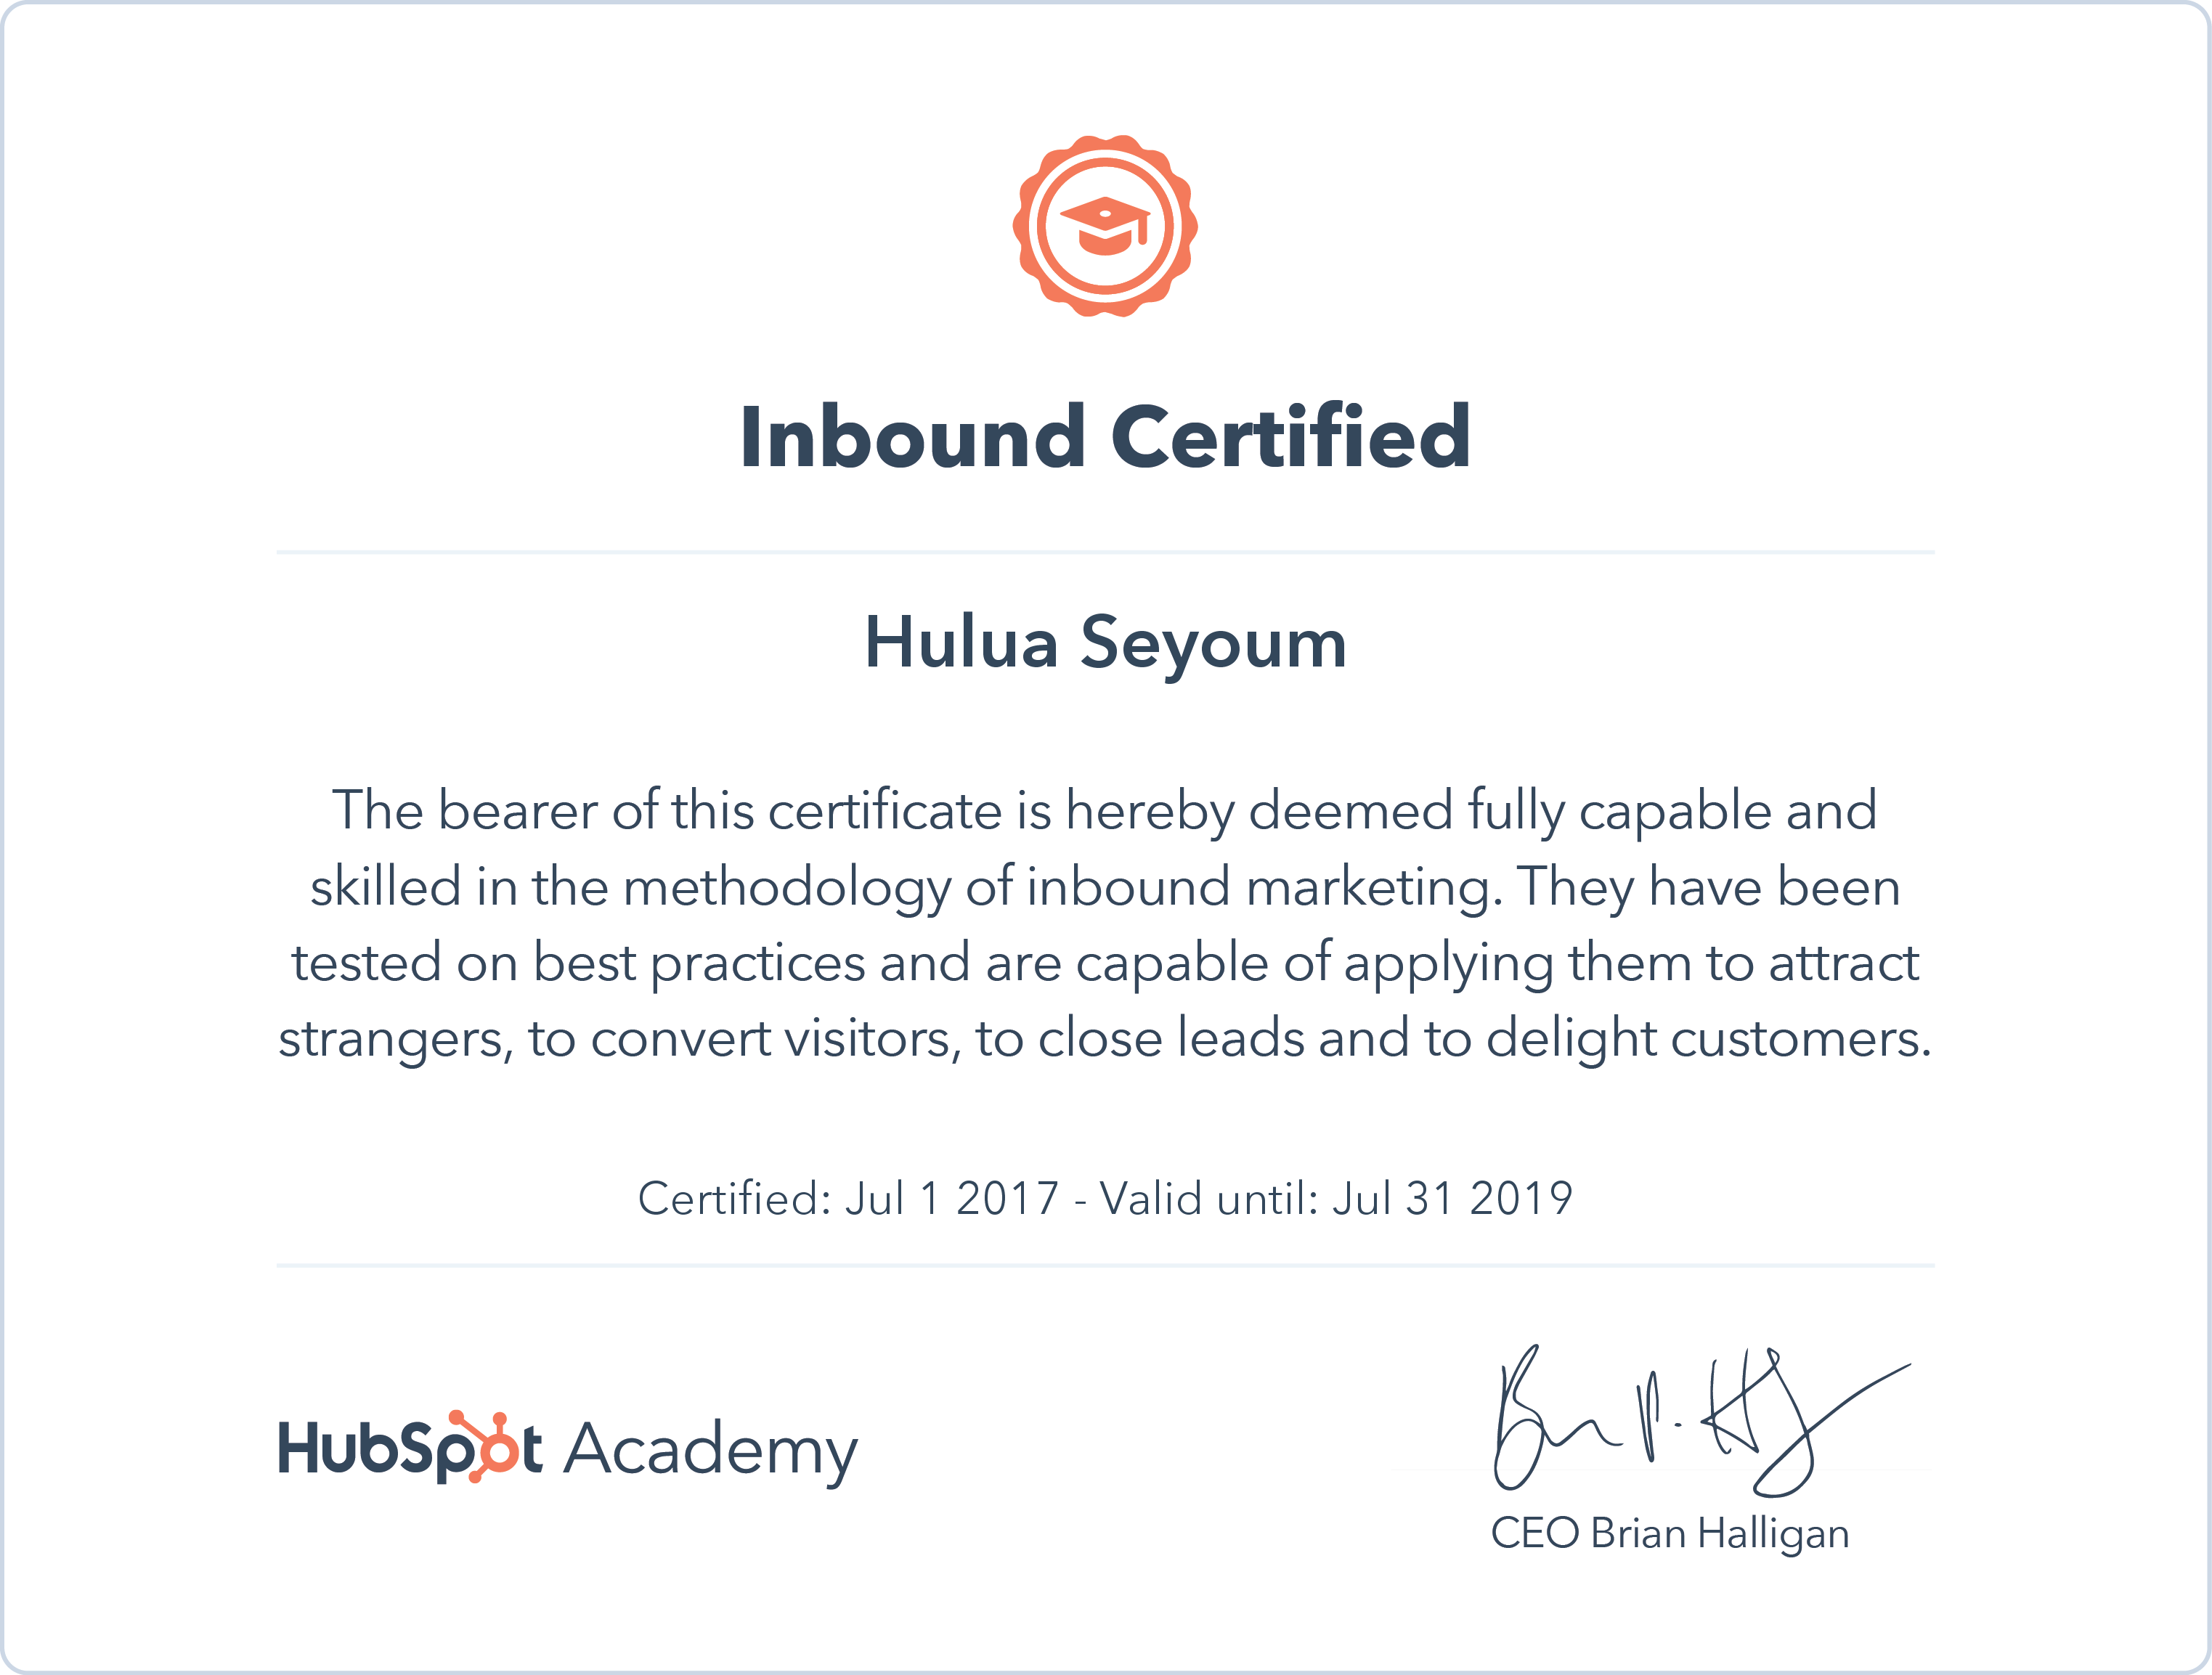 Inbound Certified
Hulua Seyoum
The bearer of this certificate is hereby deemed fully capable and
skilled in the methodology of inbound marketing. They have been
tested on best practices and are capable of applying them to attract
strangers, to convert visitors, to close leads and to delight customers.
Certified: Jul 1 2017 - Valid until: Jul 31 2019
HubSpot Academy
CEO Brian Halligan